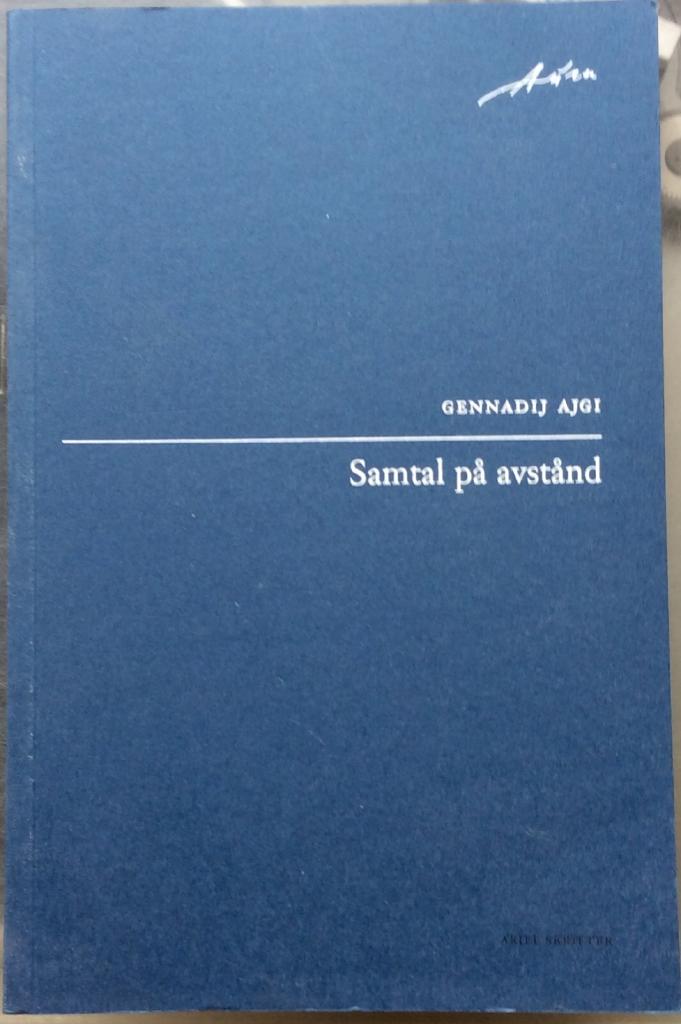 GENNADIJ AJGI
Samtal på avstånd
ARIEL SKRIFTER